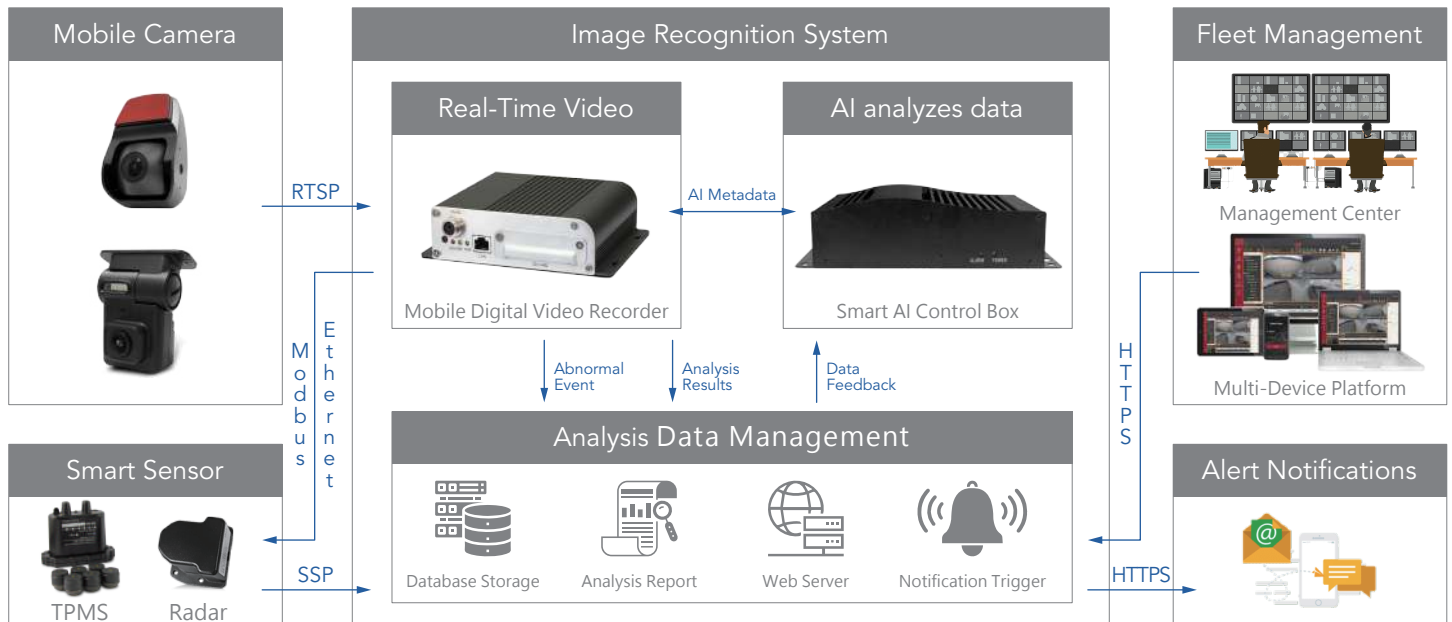 Mobile Camera
Image Recognition System
Fleet Management
Real-Time Video
AI analyzes data
RTSP
AI Metadata
Management Center
Mobile Digital Video Recorder
Smart AI Control Box
Modbus
Ethernet
Abnormal
Event
Analysis
Results
Data
Feedback
HTTPS
Multi-Device Platform
Analysis Data Management
Smart Sensor
Alert Notifications
@
SSP
Database Storage
Analysis Report
Web Server
Notification Trigger
HTTPS
TPMS
Radar